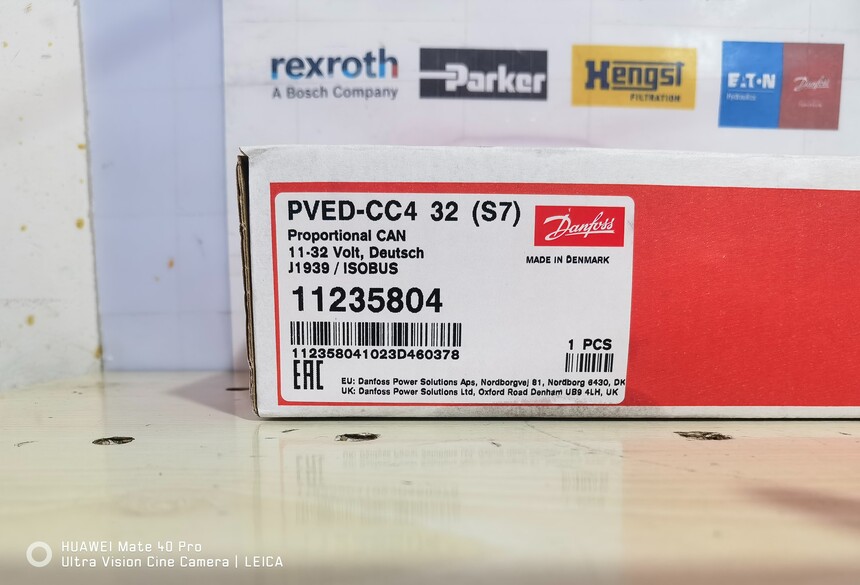 rexroth
A Bosch Company
Parker
Hengst
FILTRATION
EATON
Hydraulics
Danfoss
PVED-CC4 32 (S7)
Proportional CAN
11-32 Volt, Deutsch
J1939 / ISOBUS
Danfoss
MADE IN DENMARK
11235804
112358041023D460378
1 PCS
EAC
EU: Danfoss Power Solutions Aps, Nordborgvej 81, Nordborg 6430, DK
UK: Danfoss Power Solutions Ltd, Oxford Road Denham UB9 4LH, UK
HUAWEI Mate 40 Pro
Ultra Vision Cine Camera | LEICA